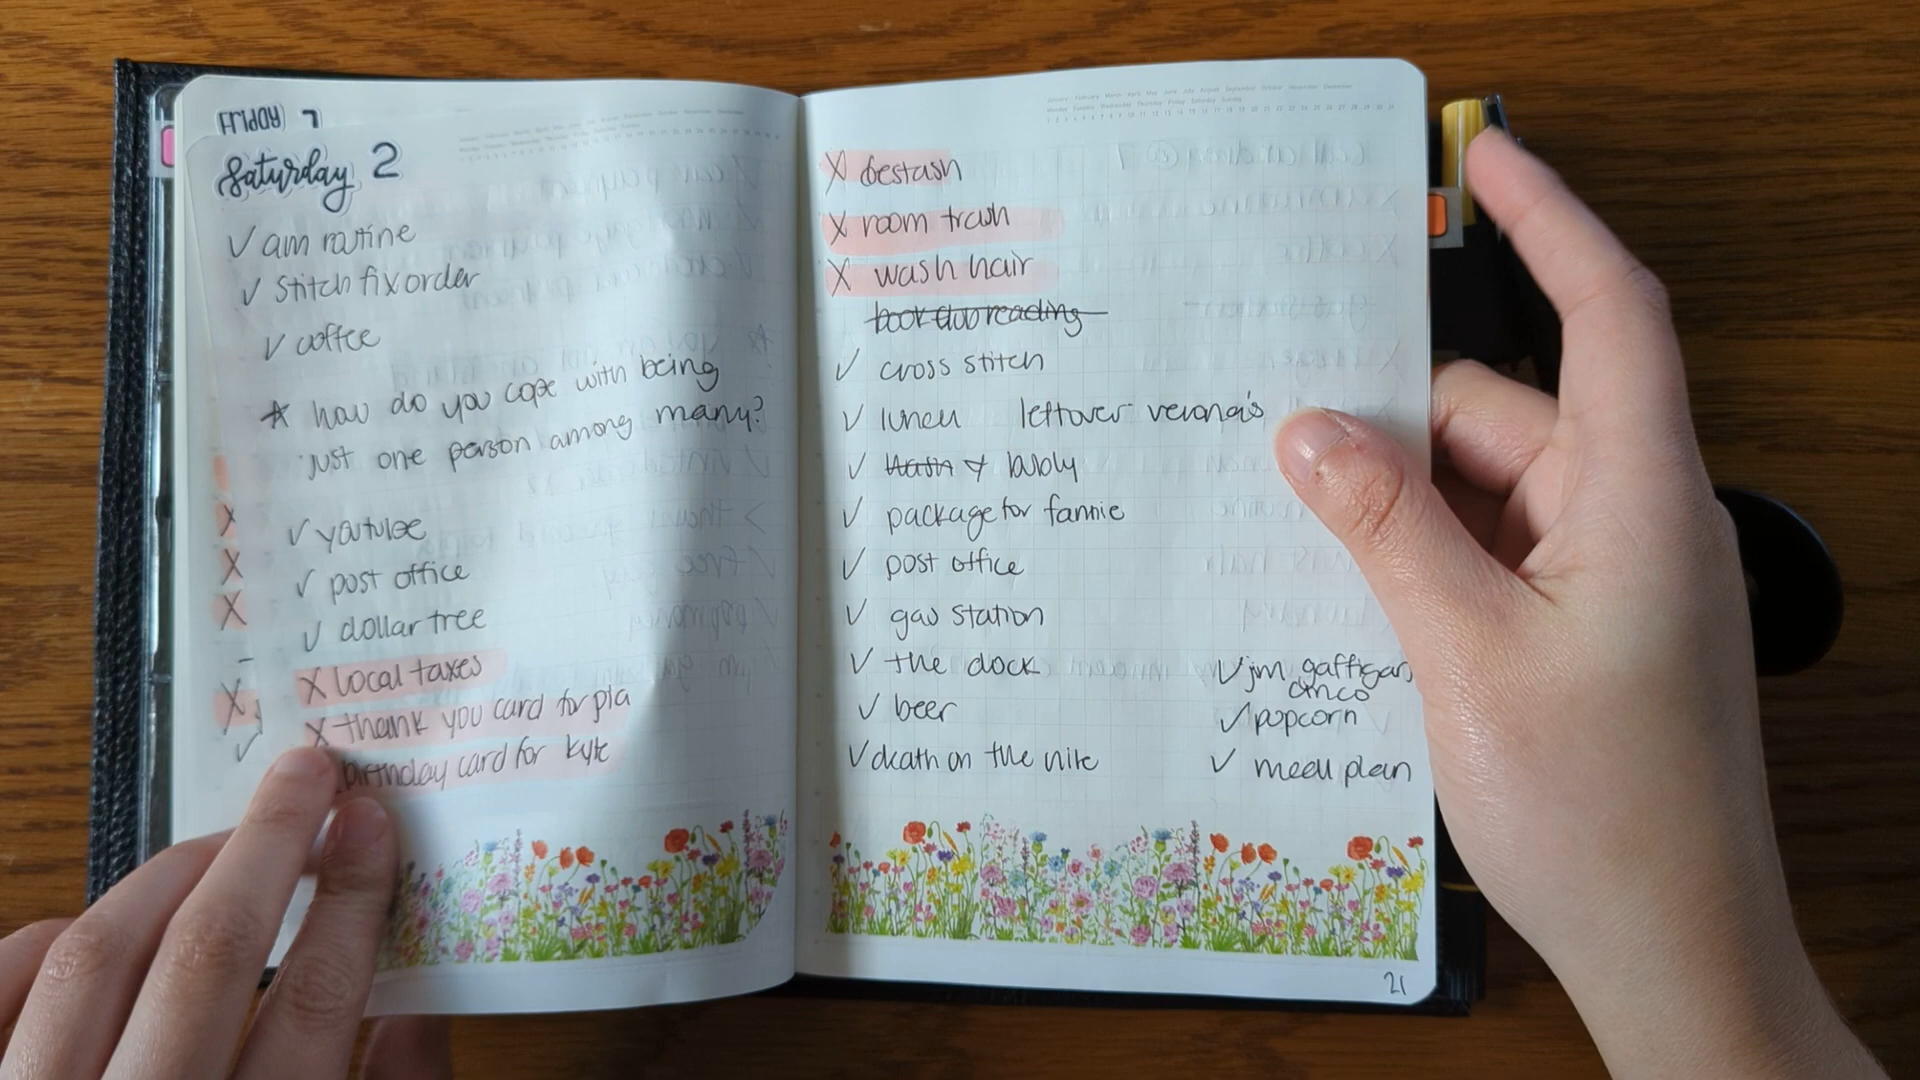 Friday 1
Saturday 2
✓ am routine
✓ Stitch fix order
✓ coffee
☆ how do you cope with being
just one person among many?
✓ youtube
✓ post office
✓ dollar tree
X local taxes
X thank you card for pla
birthday card for kyle
X destash
X room trash
X wash hair
book club reading
✓ cross stitch
✓ lunch leftover verona's
✓ wash & bubly
✓ package for fannie
✓ post office
✓ gas station
✓ the dock
✓ beer
✓ death on the nile
✓ jim gaffigan
✓ popcorn
✓ meal plan
21